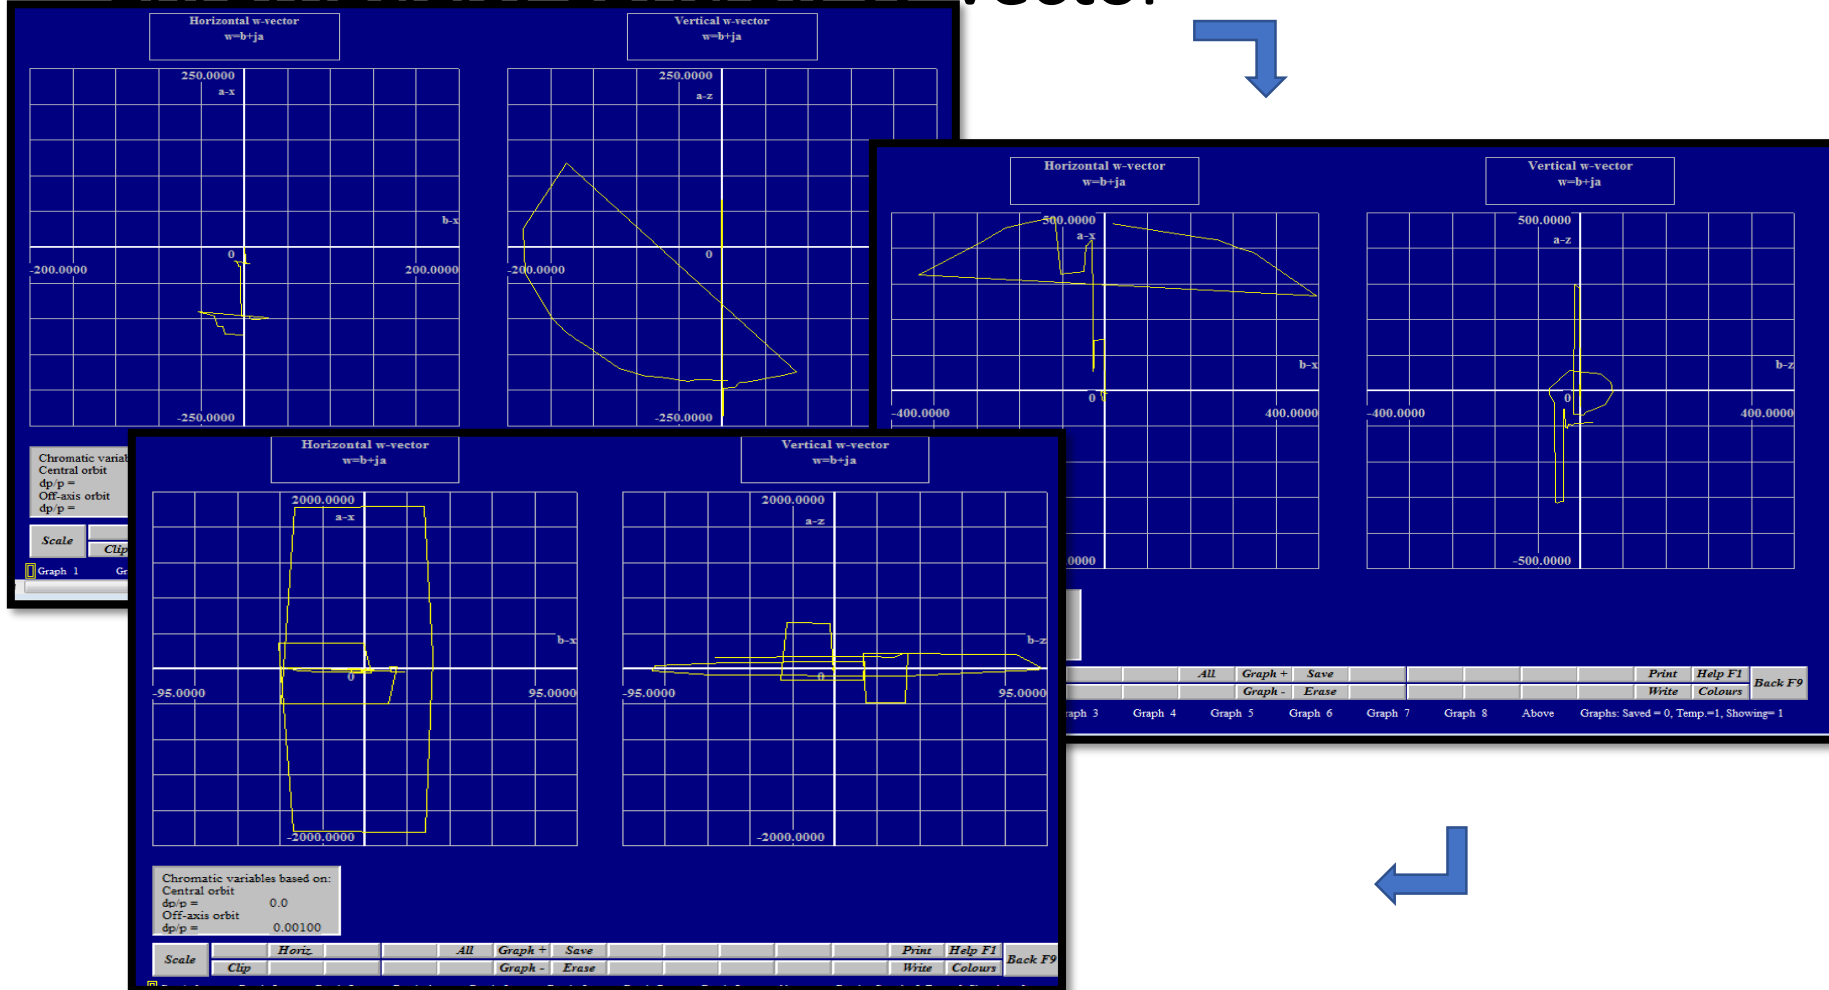 vector
Horizontal w-vector
w=b+ja
250.0000
a-x
b-x
0
-200.0000
200.0000
-250.0000
Vertical w-vector
w=b+ja
250.0000
a-z
0
-200.0000
-250.0000
Central orbit
dp/p =
Off-axis orbit
dp/p =
Scale
Clip
Graph 1
Horizontal w-vector
w=b+ja
500.0000
a-x
b-x
0
-400.0000
400.0000
Vertical w-vector
w=b+ja
500.0000
a-z
b-z
0
-400.0000
400.0000
-500.0000
All Graph + Save Print Help F1
Graph - Erase Write Colours Back F9
Graph 4 Graph 5 Graph 6 Graph 7 Graph 8 Above Graphs: Saved = 0, Temp.=1, Showing= 1
Horizontal w-vector
w=b+ja
2000.0000
a-x
b-x
0
-95.0000
95.0000
-2000.0000
Vertical w-vector
w=b+ja
2000.0000
a-z
b-z
0
-95.0000
95.0000
-2000.0000
Chromatic variables based on:
Central orbit
dp/p = 0.0
Off-axis orbit
dp/p = 0.00100
Scale Horiz. All Graph + Save Print Help F1
Clip Graph - Erase Write Colours Back F9